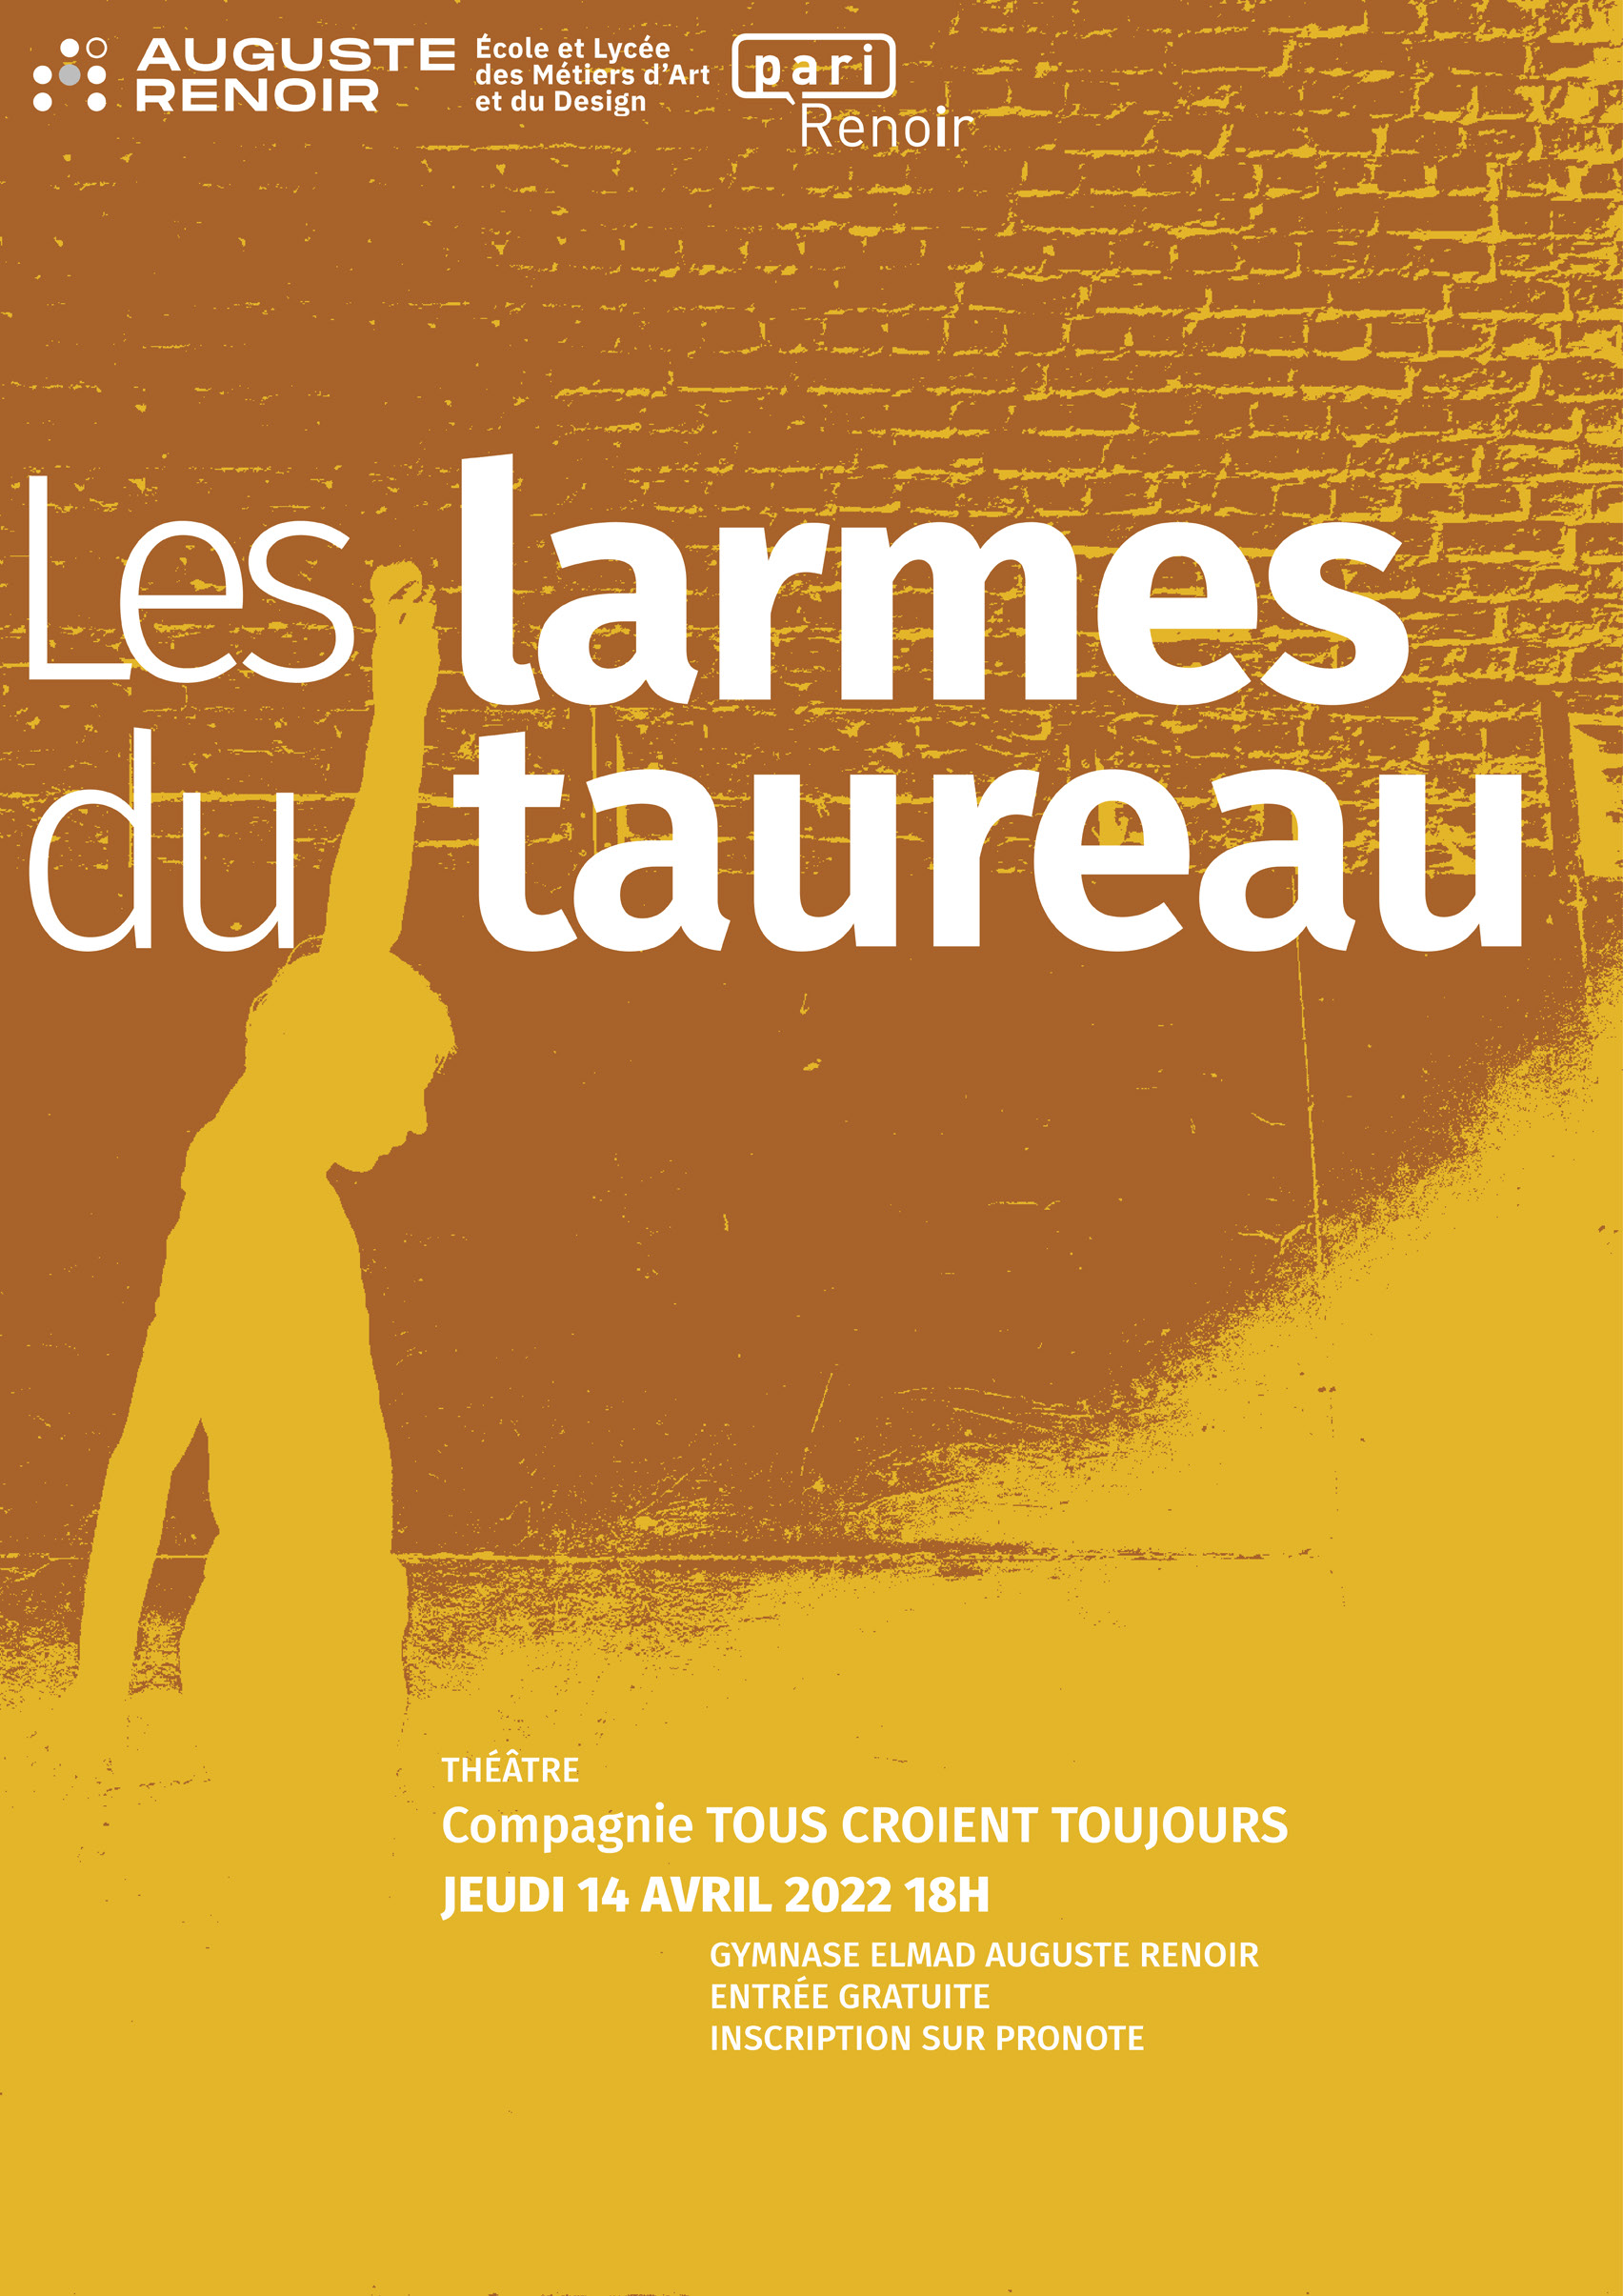 AUGUSTE
RENOIR
École et Lycée
des Métiers d'Art
et du Design
pari
Renoir
Les larmes
du taureau
THÉÂTRE
Compagnie TOUS CROIENT TOUJOURS
JEUDI 14 AVRIL 2022 18H
GYMNASE ELMAD AUGUSTE RENOIR
ENTRÉE GRATUITE
INSCRIPTION SUR PRONOTE